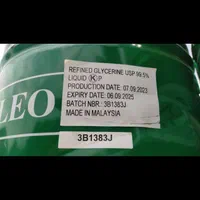 REFINED GLYCERINE USP 99.5%
LIQUID Ⓚ P
PRODUCTION DATE: 07.09.2023
EXPIRY DATE: 06.09.2025
BATCH NBR.: 3B1383J
MADE IN MALAYSIA
LEO
3B1383J